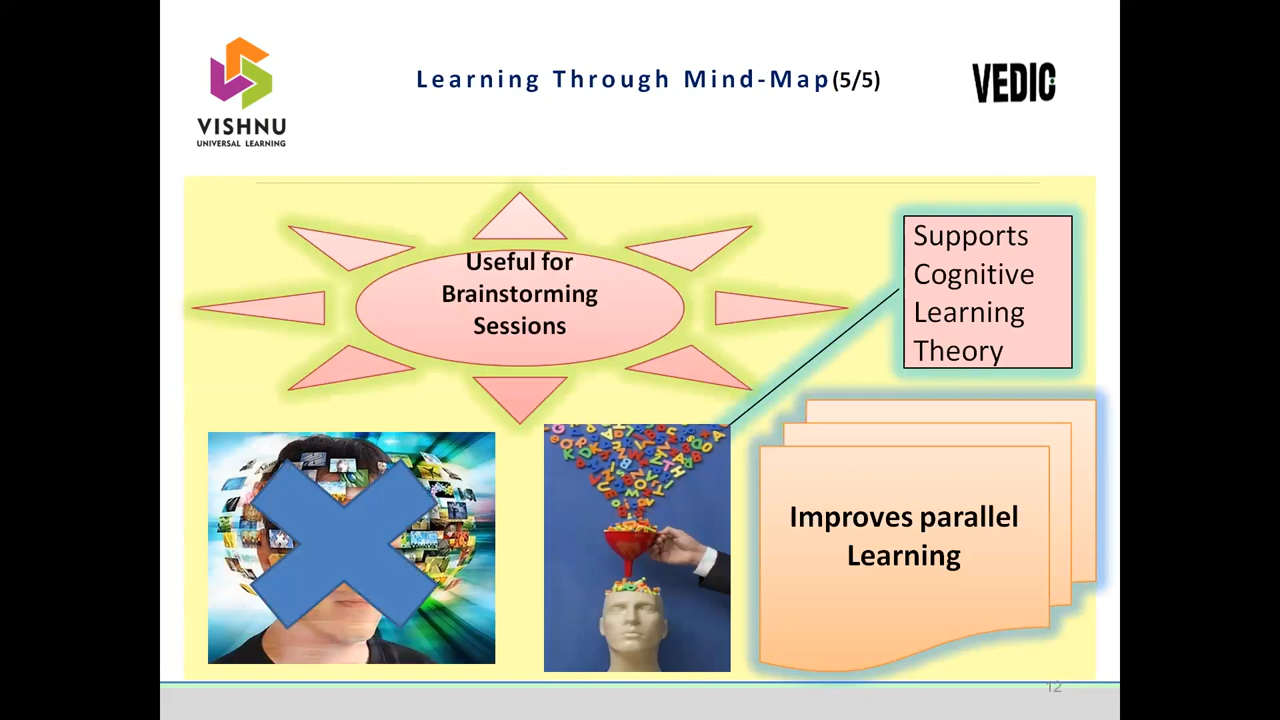 VISHNU
UNIVERSAL LEARNING
Learning Through Mind-Map(5/5)
VEDIC
Useful for
Brainstorming
Sessions
Supports
Cognitive
Learning
Theory
Improves parallel
Learning
12